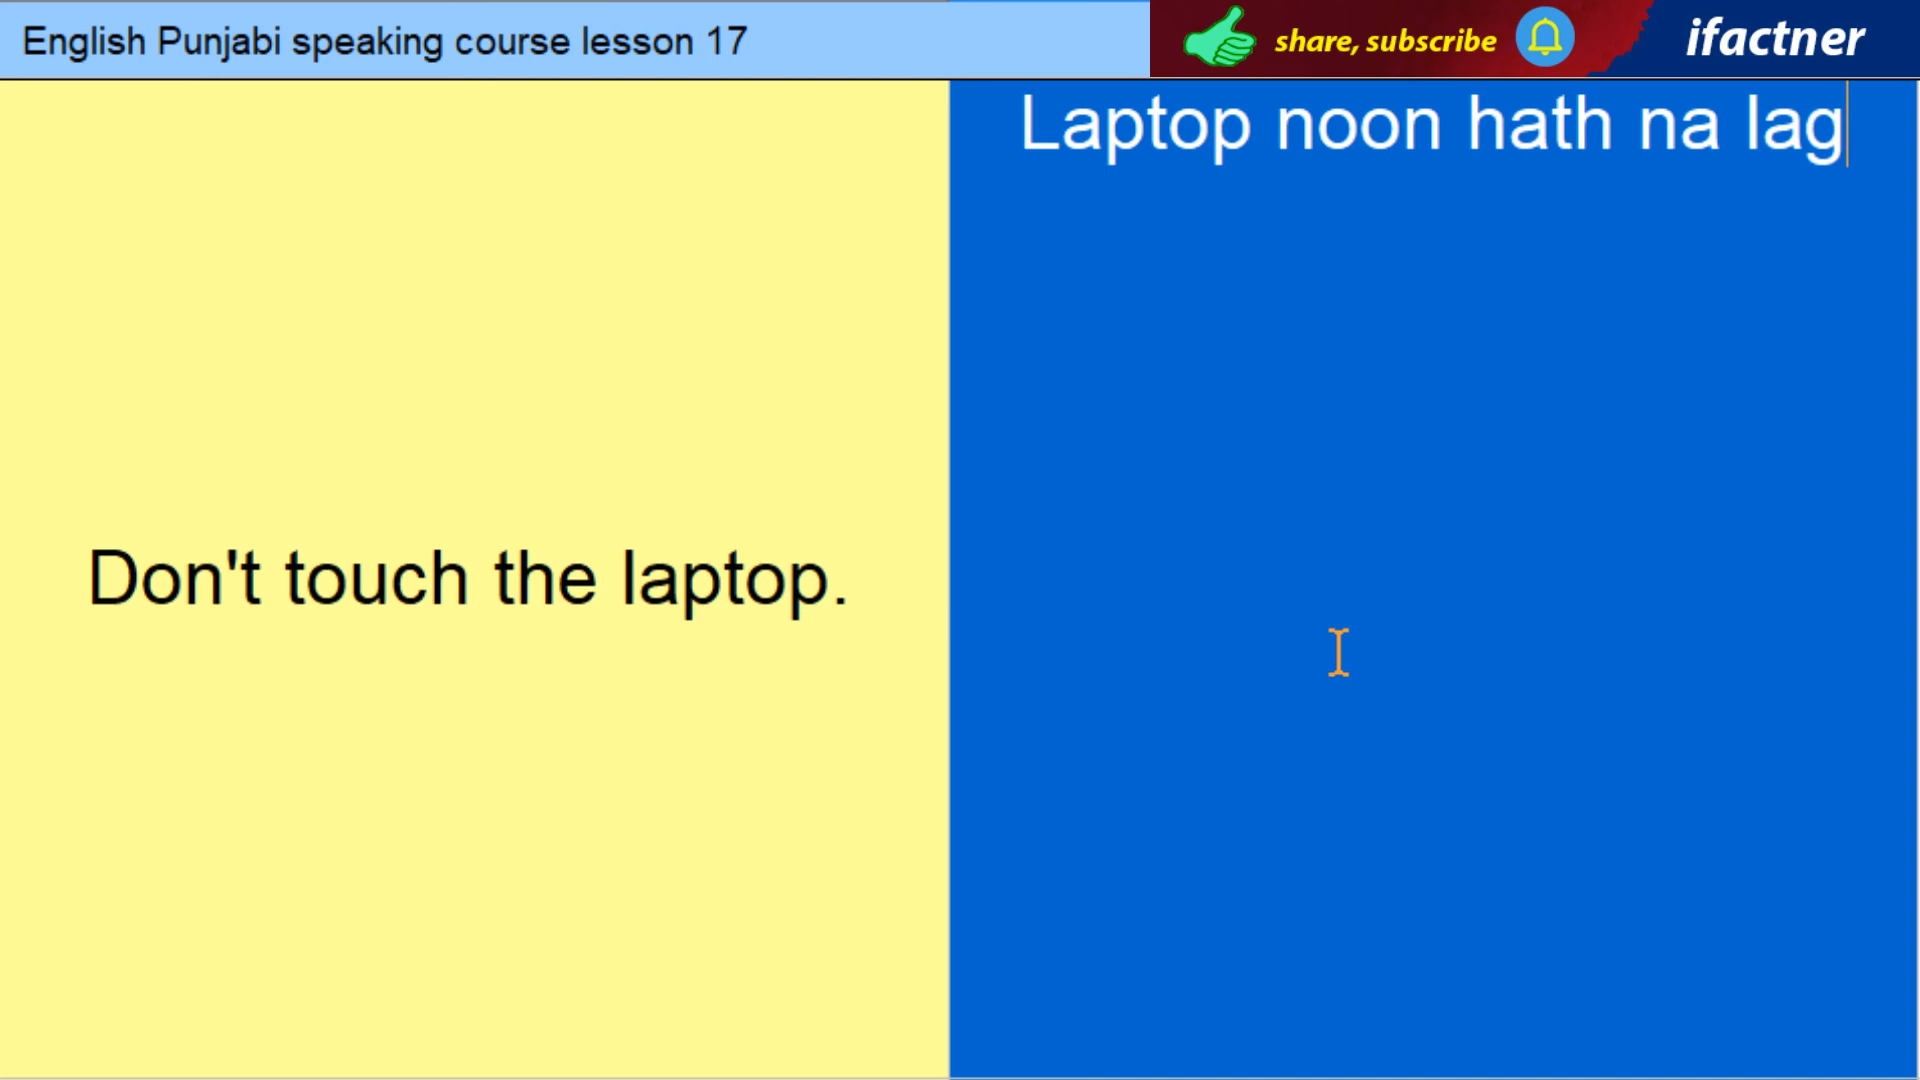 English Punjabi speaking course lesson 17
share, subscribe
ifactner
Laptop noon hath na lag
Don't touch the laptop.